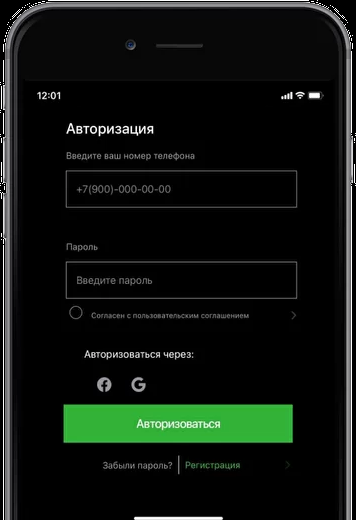 12:01
Авторизация
Введите ваш номер телефона
+7(900)-000-00-00
Пароль
Введите пароль
Согласен с пользовательским соглашением
Авторизоваться через:
Авторизоваться
Забыли пароль? Регистрация